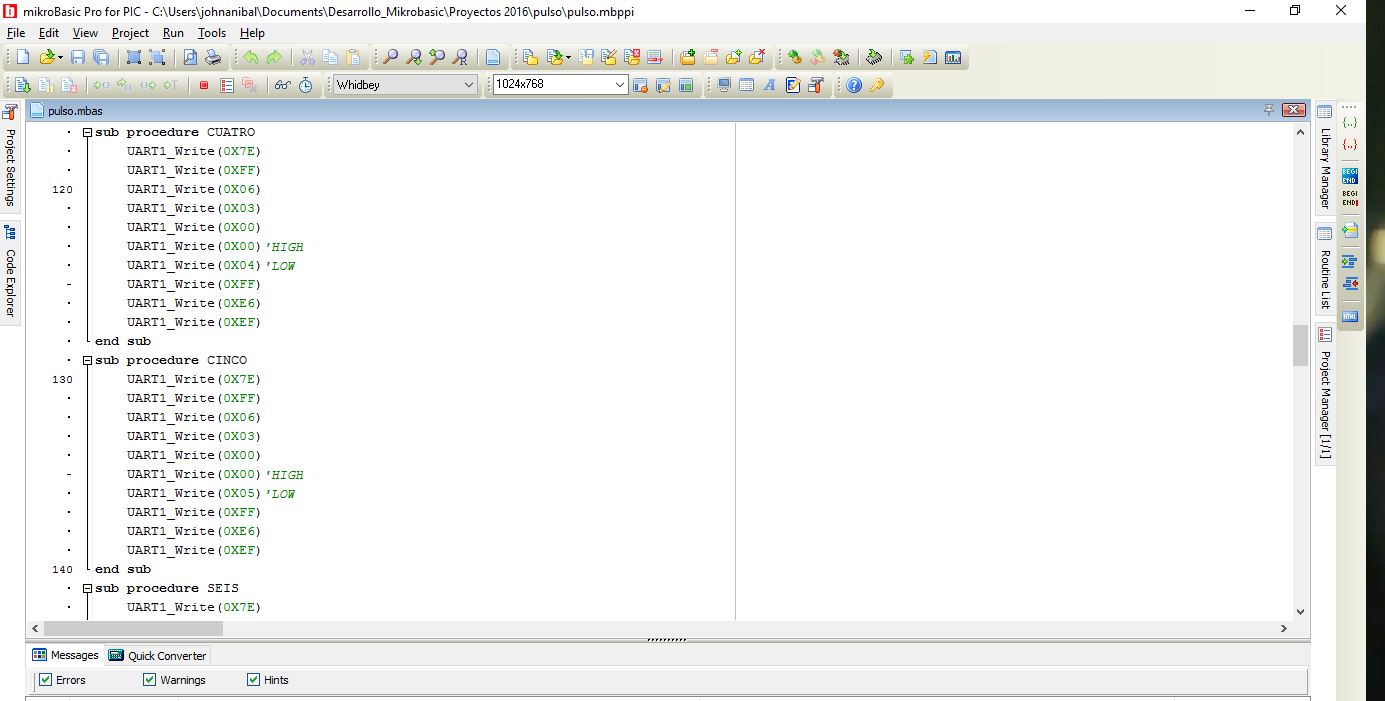 mikroBasic Pro for PIC - C:\Users\johnanibal\Documents\Desarrollo_Mikrobasic\Proyectos 2016\pulso\pulso.mbppi
File Edit View Project Run Tools Help
Whidbey
1024x768
pulso.mbas
Project Settings
Code Explorer
sub procedure CUATRO
UART1_Write(0X7E)
UART1_Write(0XFF)
120 UART1_Write(0X06)
UART1_Write(0X03)
UART1_Write(0X00)
UART1_Write(0X00) 'HIGH
UART1_Write(0X04) 'LOW
UART1_Write(0XFF)
UART1_Write(0XE6)
UART1_Write(0XEF)
end sub
sub procedure CINCO
130 UART1_Write(0X7E)
UART1_Write(0XFF)
UART1_Write(0X06)
UART1_Write(0X03)
UART1_Write(0X00)
UART1_Write(0X00) 'HIGH
UART1_Write(0X05) 'LOW
UART1_Write(0XFF)
UART1_Write(0XE6)
UART1_Write(0XEF)
140 end sub
sub procedure SEIS
UART1_Write(0X7E)
Library Manager
Routine List
Project Manager [1/1]
BEGI
END
BEGI
END
HTML
Messages Quick Converter
Errors Warnings Hints